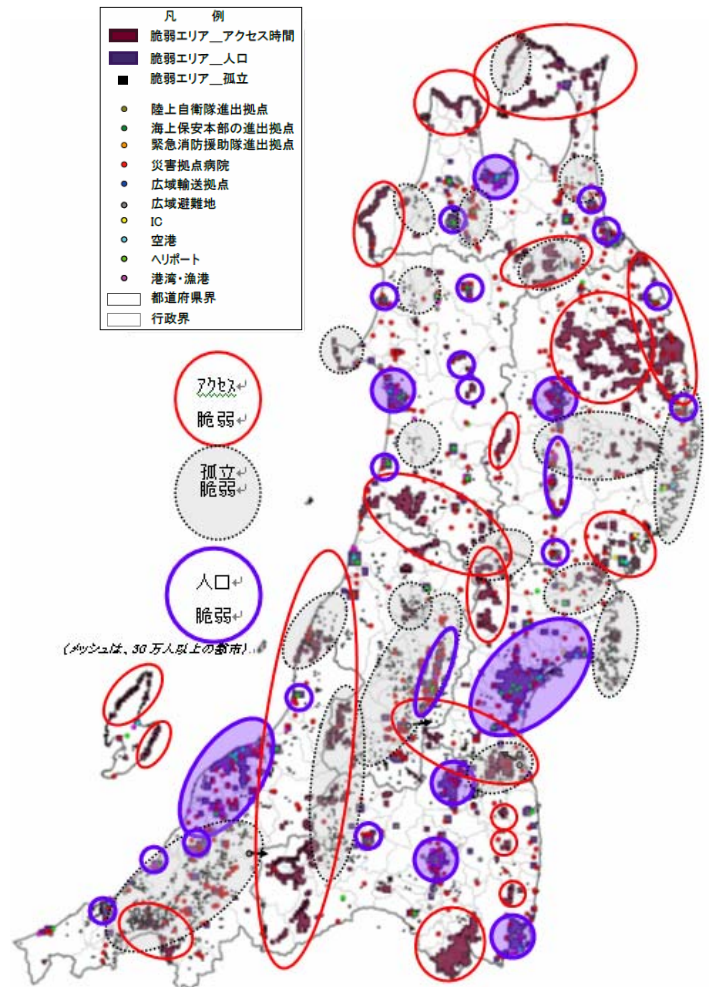 凡 例
脆弱エリア__アクセス時間
脆弱エリア__人口
脆弱エリア__孤立
陸上自衛隊進出拠点
海上保安本部の進出拠点
緊急消防援助隊進出拠点
災害拠点病院
広域輸送拠点
広域避難地
IC
空港
ヘリポート
港湾・漁港
都道府県界
行政界
アクセス↵
脆弱↵
孤立↵
脆弱↵
人口↵
脆弱↵
(メッシュは、30万人以上の都市)